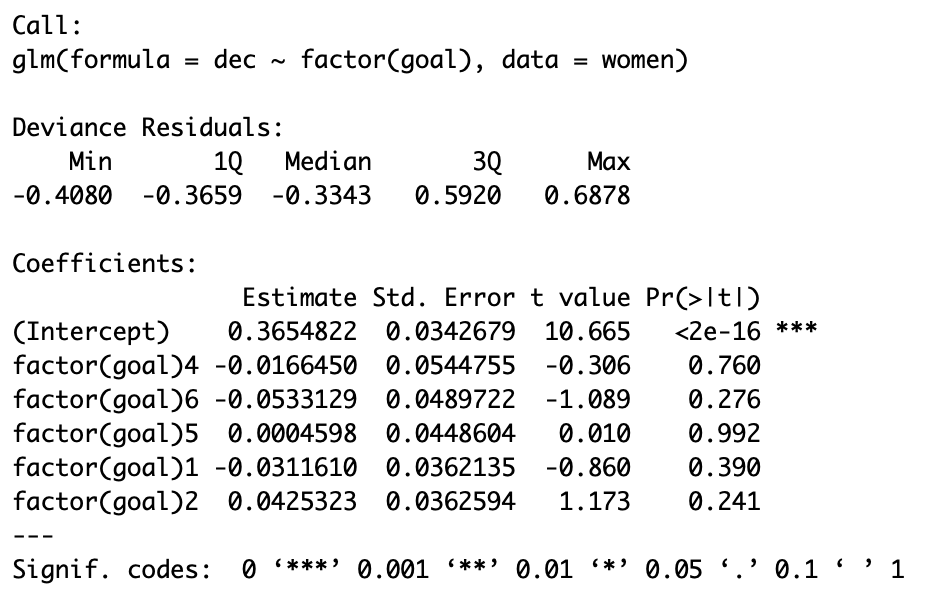 Call:
glm(formula = dec ~ factor(goal), data = women)
Deviance Residuals:
Min 1Q Median 3Q Max
-0.4080 -0.3659 -0.3343 0.5920 0.6878
Coefficients:
Estimate Std. Error t value Pr(>|t|)
(Intercept) 0.3654822 0.0342679 10.665 <2e-16 ***
factor(goal)4 -0.0166450 0.0544755 -0.306 0.760
factor(goal)6 -0.0533129 0.0489722 -1.089 0.276
factor(goal)5 0.0004598 0.0448604 0.010 0.992
factor(goal)1 -0.0311610 0.0362135 -0.860 0.390
factor(goal)2 0.0425323 0.0362594 1.173 0.241
---
Signif. codes: 0 ‘***’ 0.001 ‘**’ 0.01 ‘*’ 0.05 ‘.’ 0.1 ‘ ’ 1